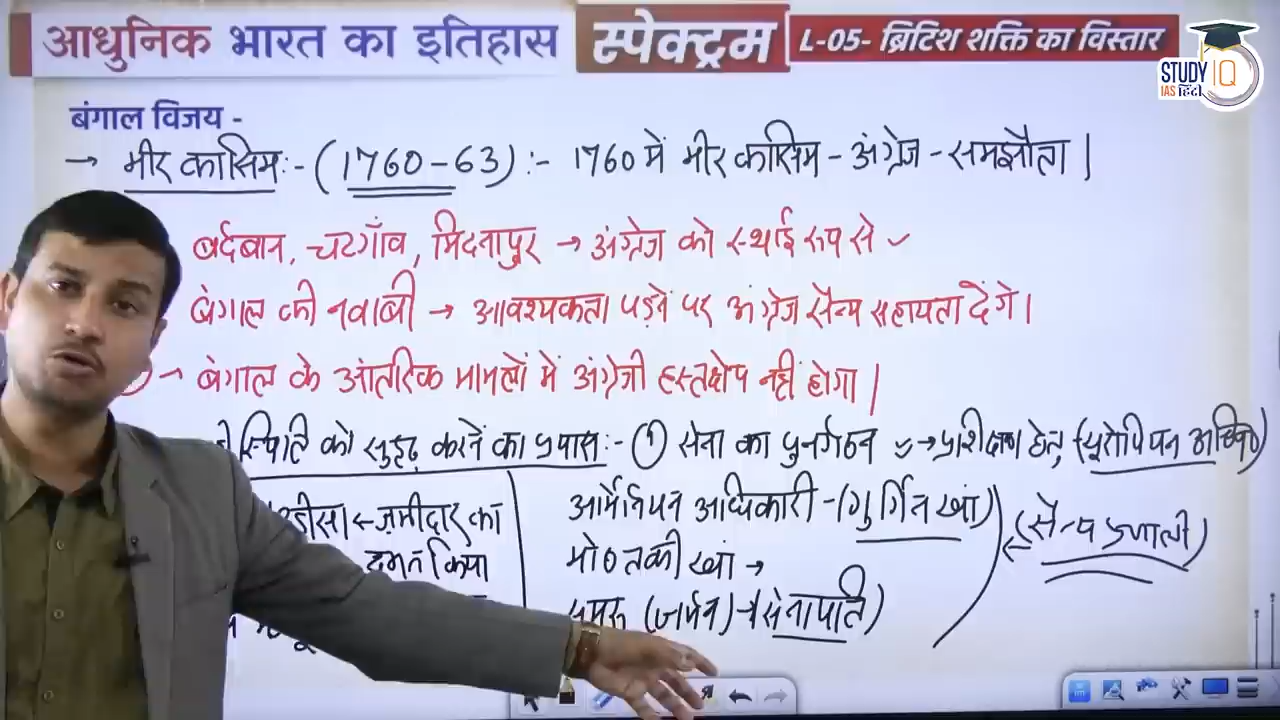 आधुनिक भारत का इतिहास स्पेक्ट्रम L-05- ब्रिटिश शक्ति का विस्तार
STUDY IQ
IAS हिंदी
बंगाल विजय -
→ मीर कासिम :- (1760-63) :- 1760 में मीर कासिम - अंग्रेज - समझौता |
बर्दवान, चटगाँव, मिदनापुर → अंग्रेज को स्थाई रूप से ✓
बंगाल की नवाबी → आवश्यकता पड़ने पर अंग्रेज सैन्य सहायता देंगे |
→ बंगाल के आंतरिक मामलों में अंग्रेजी हस्तक्षेप नहीं होगा |
स्थिति को सुदृढ़ करने का प्रयास :- (1) सेना का पुनर्गठन → प्रशिक्षण हेतु (यूरोपियन
← ज़मीदार का
दमन किया
आर्मेनियन अधिकारी - (गुर्गिन खां)
मो० तकी खां →
समरू (जर्मन) → (सेनापति)
← (सैन्य प्रणाली)